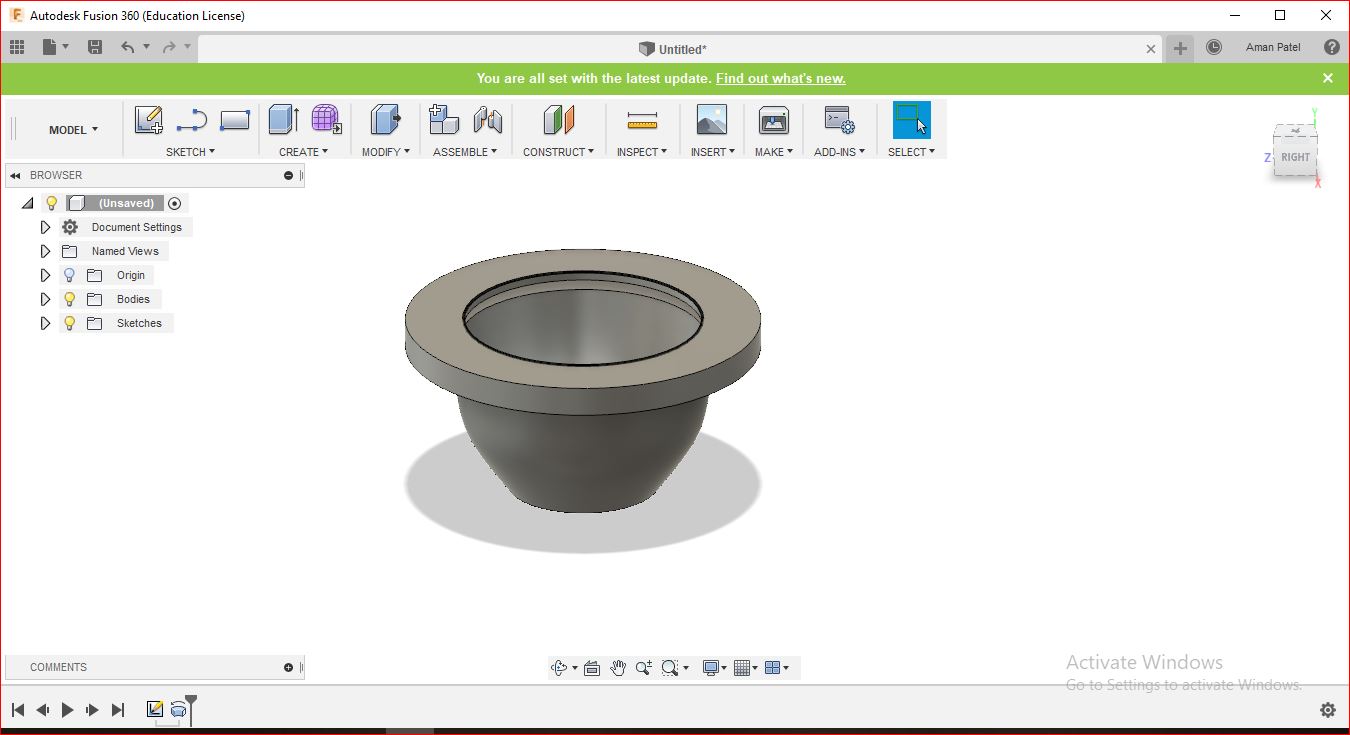 Autodesk Fusion 360 (Education License)
Untitled*
Aman Patel
You are all set with the latest update. Find out what's new.
MODEL
SKETCH
CREATE
MODIFY
ASSEMBLE
CONSTRUCT
INSPECT
INSERT
MAKE
ADD-INS
SELECT
Y
Z
RIGHT
X
BROWSER
(Unsaved)
Document Settings
Named Views
Origin
Bodies
Sketches
COMMENTS
Activate Windows
Go to Settings to activate Windows.